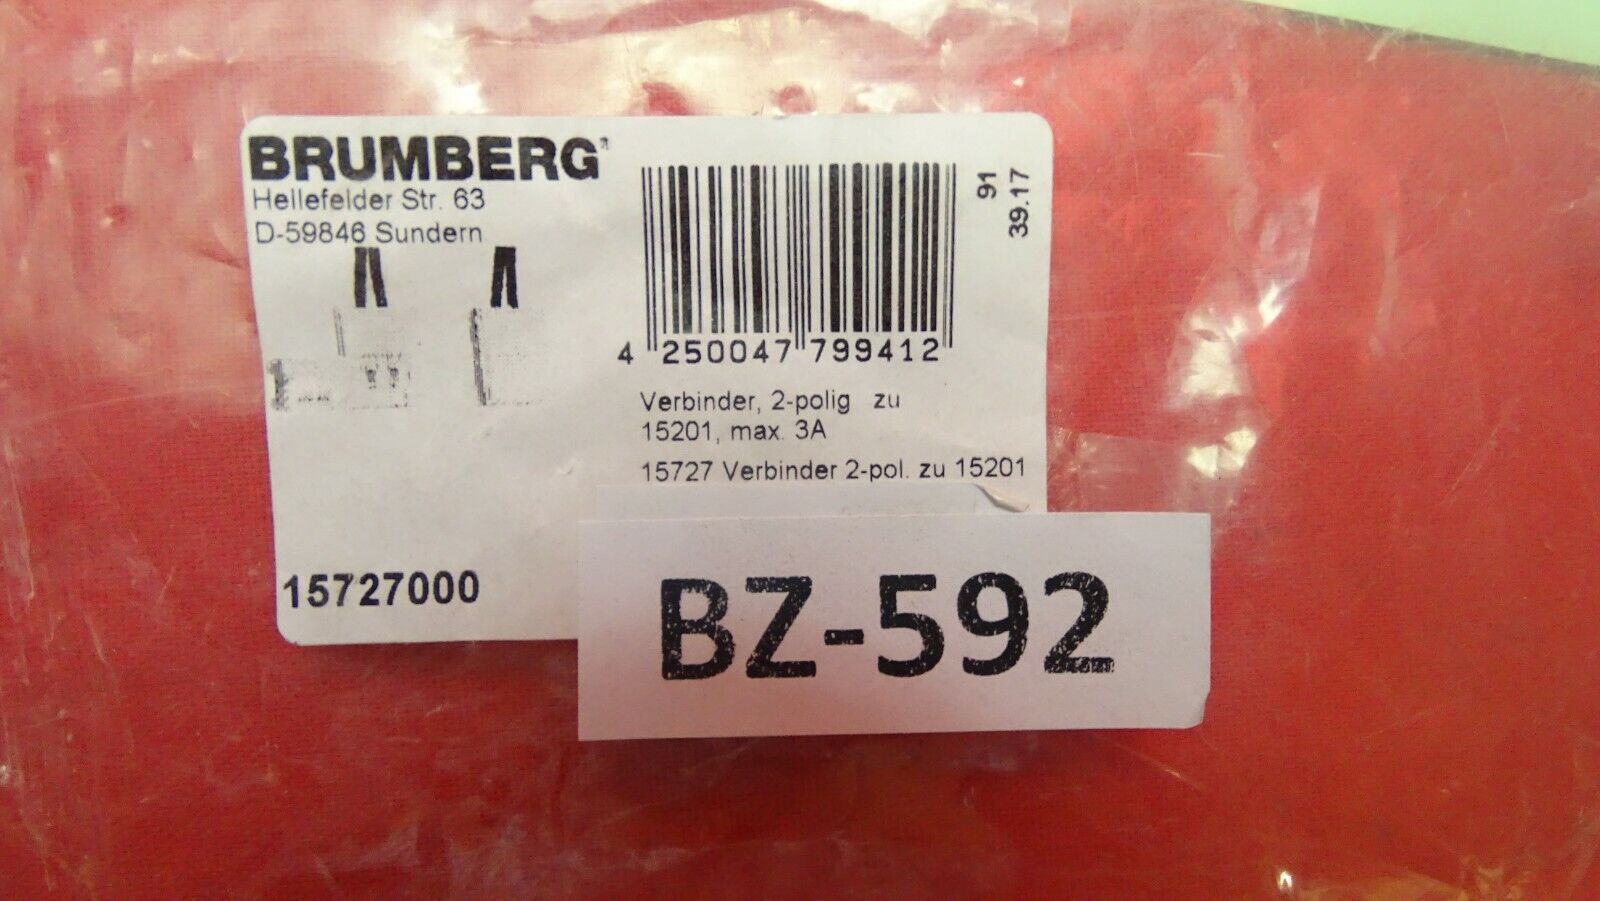 BRUMBERG
Hellefelder Str. 63
D-59846 Sundern
91
39.17
4 250047 799412
Verbinder, 2-polig zu
15201, max. 3A
15727 Verbinder 2-pol. zu 15201
15727000
BZ-592